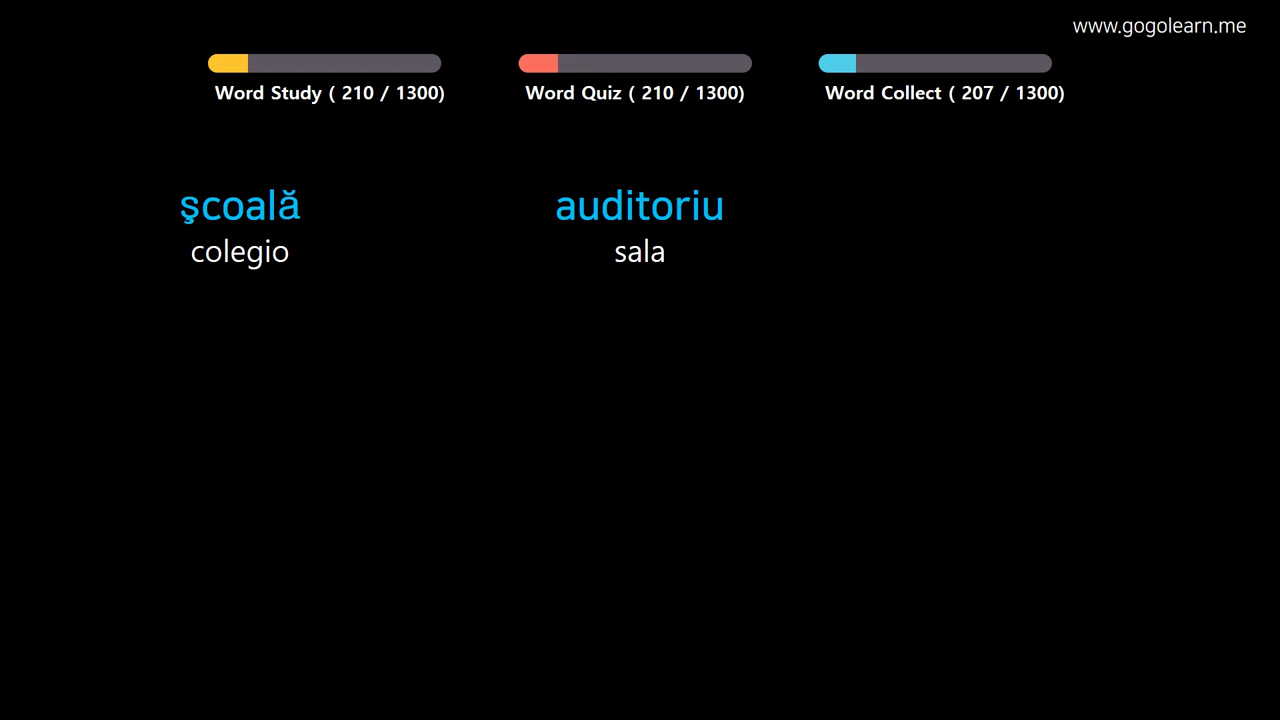 www.gogolearn.me
Word Study ( 210 / 1300)
Word Quiz ( 210 / 1300)
Word Collect ( 207 / 1300)
şcoală
colegio
auditoriu
sala